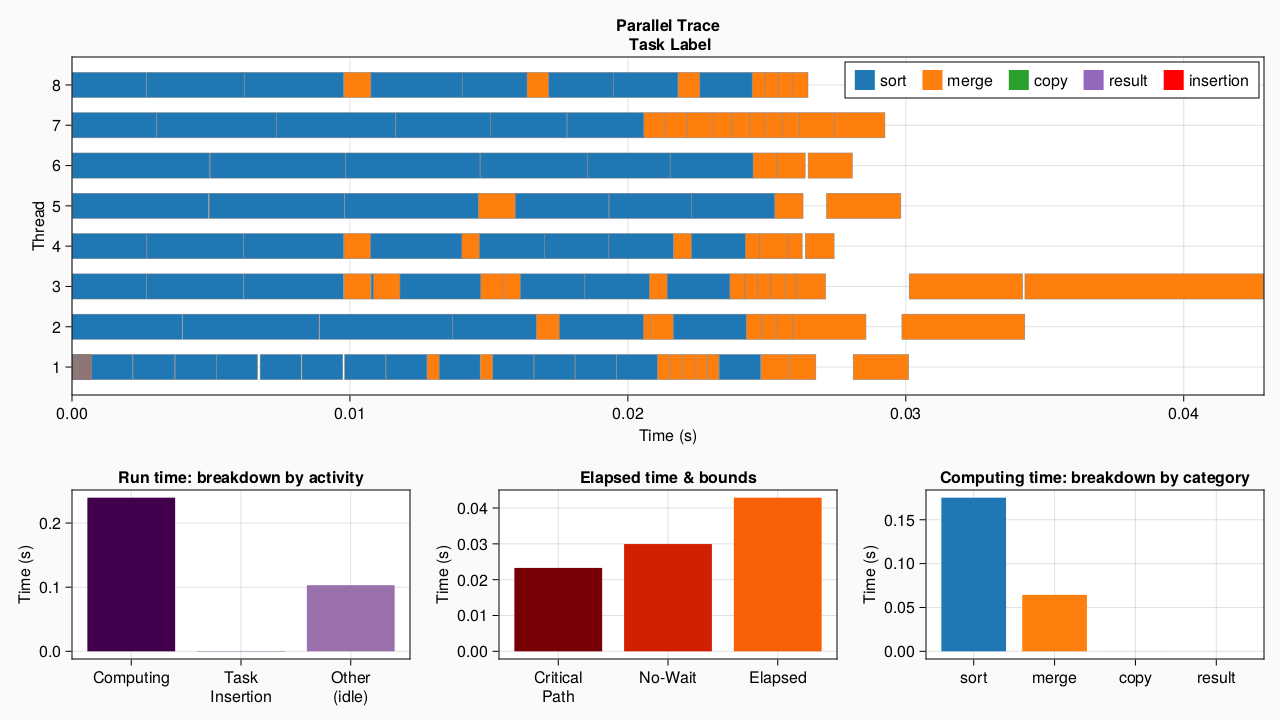 Parallel Trace
Task Label
sort merge copy result insertion
8
7
6
5
4
3
2
1
Thread
0.00 0.01 0.02 0.03 0.04
Time (s)
Run time: breakdown by activity
0.2
0.1
0.0
Time (s)
Computing Task Insertion Other (idle)
Elapsed time & bounds
0.04
0.03
0.02
0.01
0.00
Time (s)
Critical Path No-Wait Elapsed
Computing time: breakdown by category
0.15
0.10
0.05
0.00
Time (s)
sort merge copy result